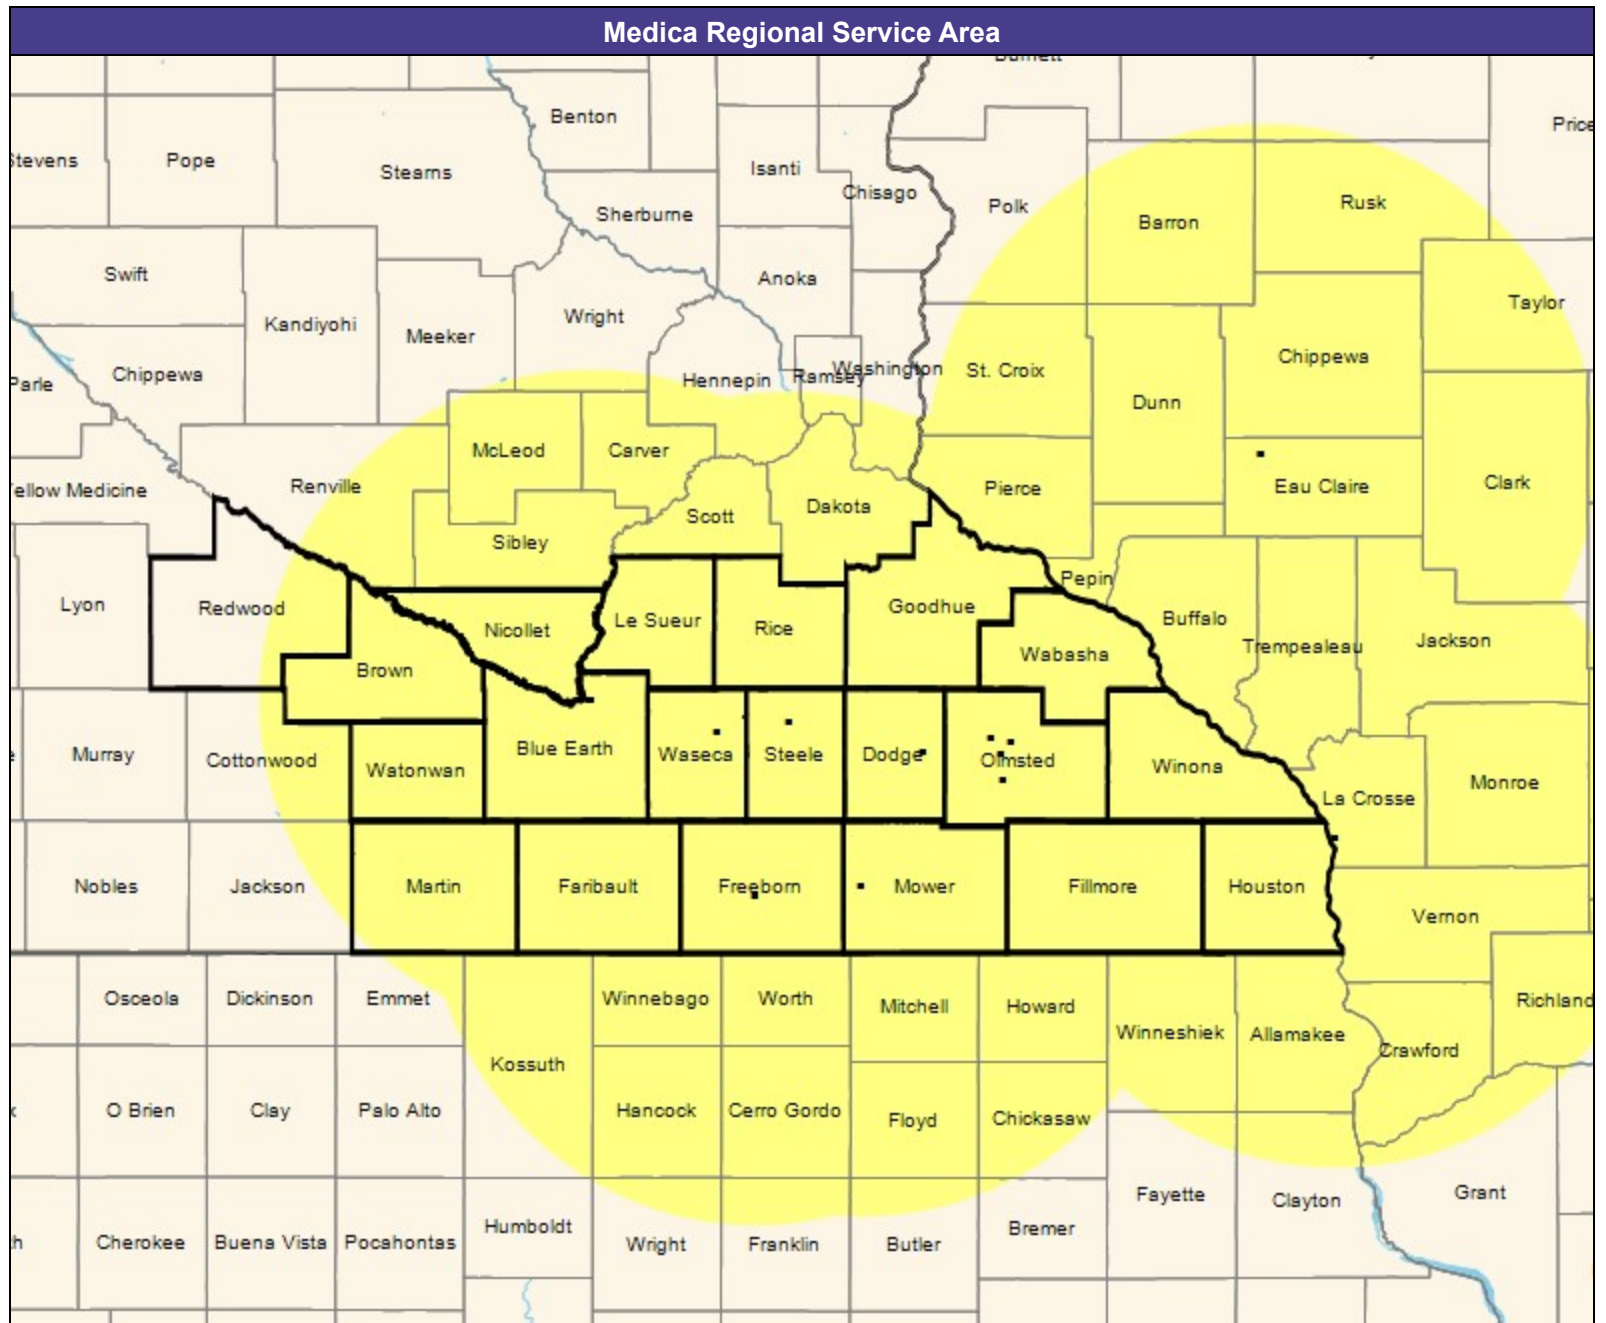 Medica Regional Service Area
Benton
Price
Stevens
Pope
Stearns
Isanti
Chisago
Polk
Barron
Rusk
Sherburne
Swift
Anoka
Kandiyohi
Meeker
Wright
Taylor
Chippewa
Parle
Hennepin
Ramsey
Washington
St. Croix
Chippewa
Dunn
McLeod
Carver
Yellow Medicine
Renville
Scott
Dakota
Pierce
Eau Claire
Clark
Sibley
Lyon
Redwood
Nicollet
Le Sueur
Rice
Goodhue
Pepin
Buffalo
Trempealeau
Jackson
Brown
Wabasha
Murray
Cottonwood
Watonwan
Blue Earth
Waseca
Steele
Dodge
Olmsted
Winona
La Crosse
Monroe
Nobles
Jackson
Martin
Faribault
Freeborn
Mower
Fillmore
Houston
Vernon
Osceola
Dickinson
Emmet
Winnebago
Worth
Mitchell
Howard
Winneshiek
Allamakee
Crawford
Richland
Kossuth
O Brien
Clay
Palo Alto
Hancock
Cerro Gordo
Floyd
Chickasaw
Fayette
Clayton
Grant
Cherokee
Buena Vista
Pocahontas
Humboldt
Wright
Franklin
Butler
Bremer